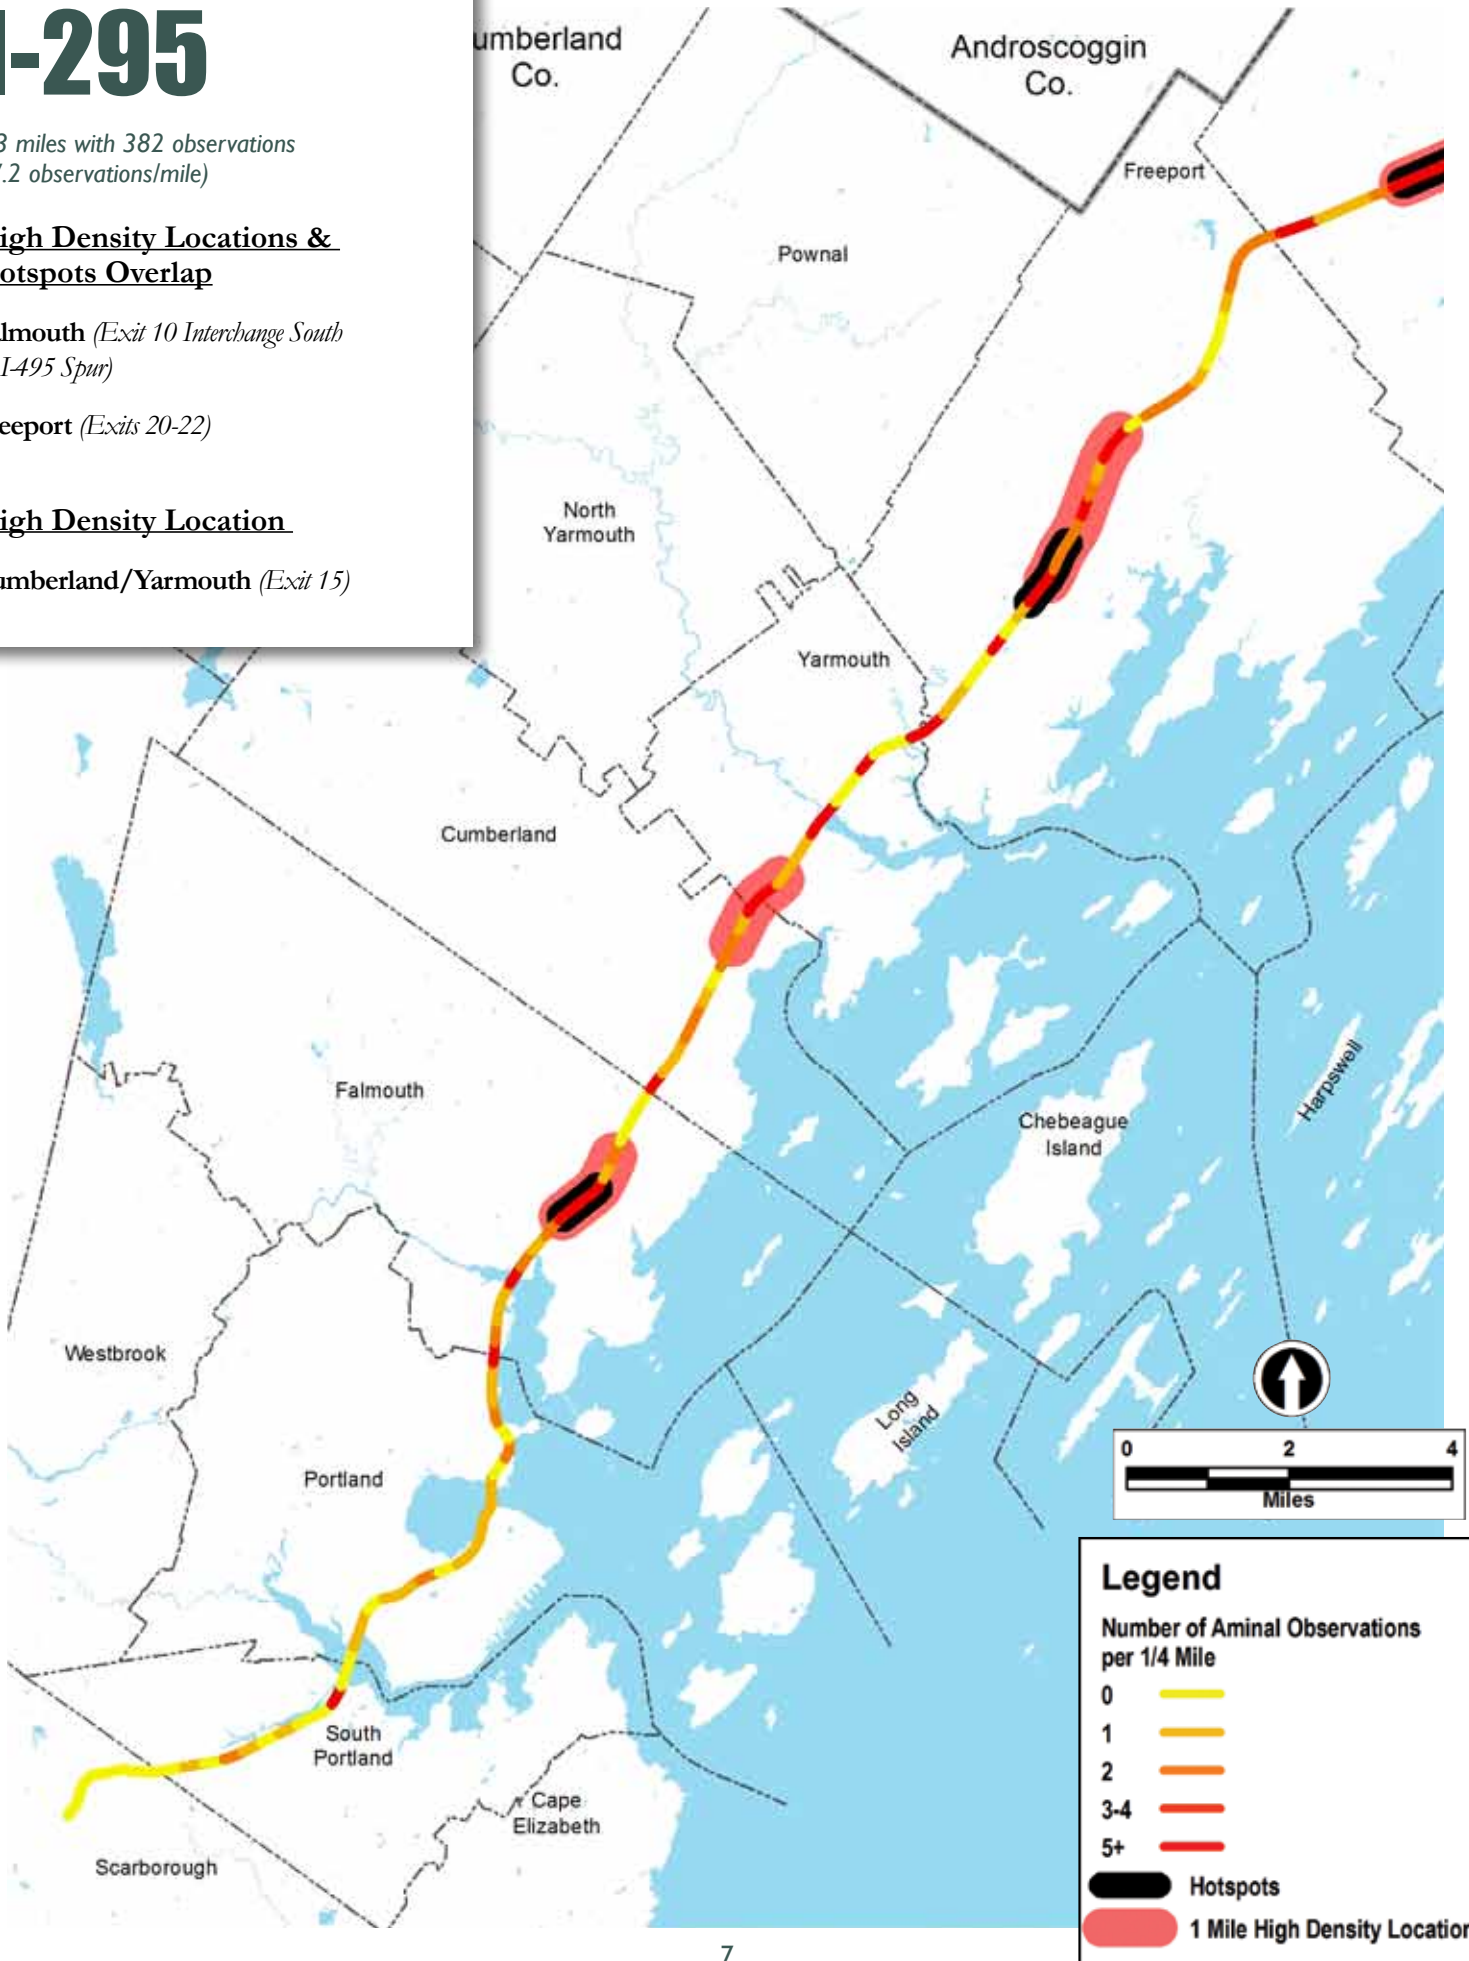 I-295
3 miles with 382 observations
7.2 observations/mile)
igh Density Locations &
otspots Overlap
lmouth (Exit 10 Interchange South
I-495 Spur)
eeport (Exits 20-22)
igh Density Location
umberland/Yarmouth (Exit 15)
umberland
Co.
Androscoggin
Co.
Freeport
Pownal
North
Yarmouth
Yarmouth
Cumberland
Falmouth
Chebeague
Island
Harpswell
Westbrook
Long
Island
Portland
South
Portland
Cape
Elizabeth
Scarborough
0 2 4
Miles
Legend
Number of Aminal Observations
per 1/4 Mile
0
1
2
3-4
5+
Hotspots
1 Mile High Density Location
7